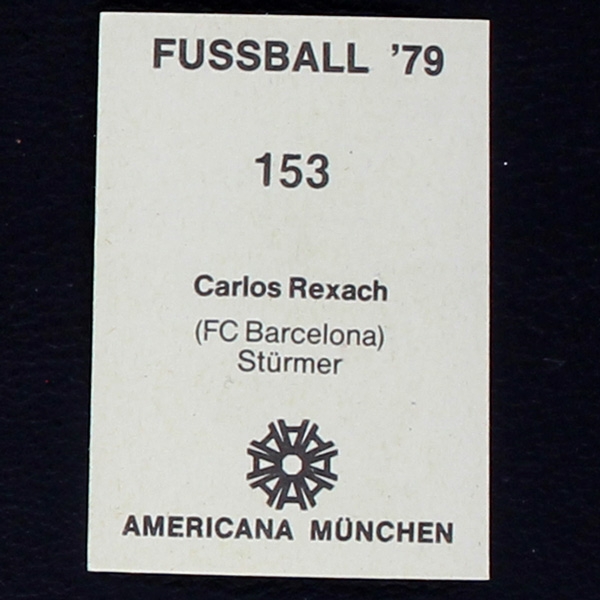 FUSSBALL ’79
153
Carlos Rexach
(FC Barcelona)
Stürmer
AMERICANA MÜNCHEN